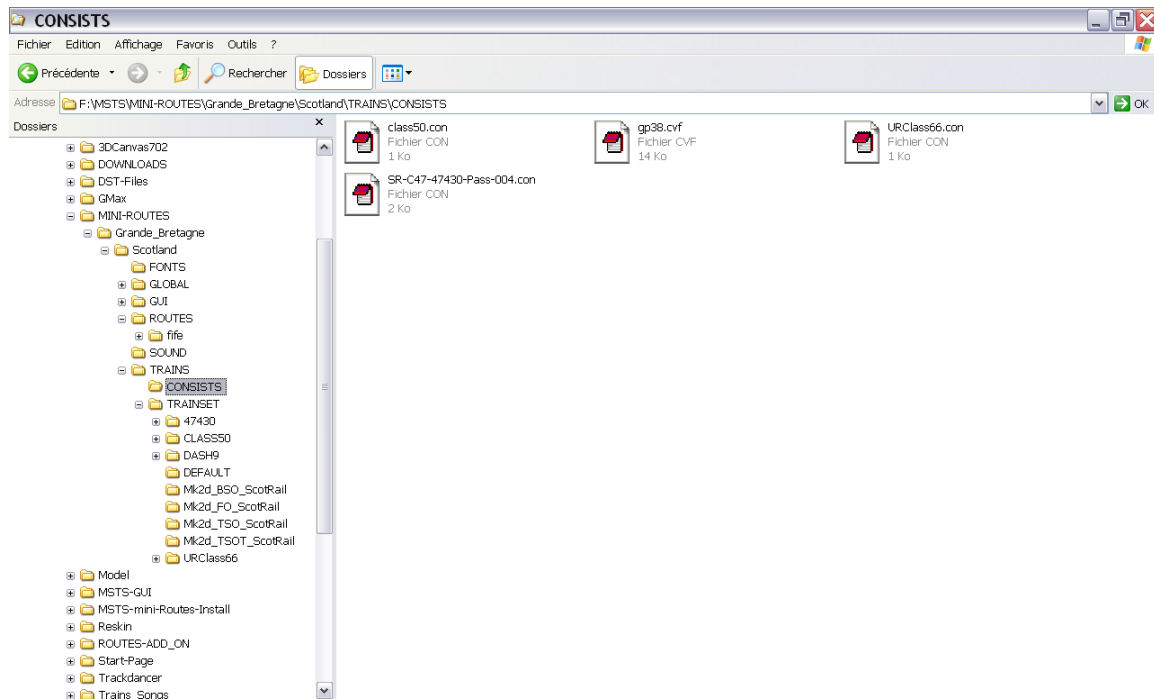 CONSISTS
Fichier Edition Affichage Favoris Outils ?
Précédente Rechercher Dossiers
Adresse F:\MSTS\MINI-ROUTES\Grande_Bretagne\Scotland\TRAINS\CONSISTS OK
Dossiers
3DCanvas702
DOWNLOADS
DST-Files
GMax
MINI-ROUTES
Grande_Bretagne
Scotland
FONTS
GLOBAL
GUI
ROUTES
fife
SOUND
TRAINS
CONSISTS
TRAINSET
47430
CLASS50
DASH9
DEFAULT
Mk2d_BSO_ScotRail
Mk2d_FO_ScotRail
Mk2d_TSO_ScotRail
Mk2d_TSOT_ScotRail
URClass66
Model
MSTS-GUI
MSTS-mini-Routes-Install
Reskin
ROUTES-ADD_ON
Start-Page
Trackdancer
Trains_Songs
class50.con
Fichier CON
1 Ko
gp38.cvf
Fichier CVF
14 Ko
URClass66.con
Fichier CON
1 Ko
SR-C47-47430-Pass-004.con
Fichier CON
2 Ko